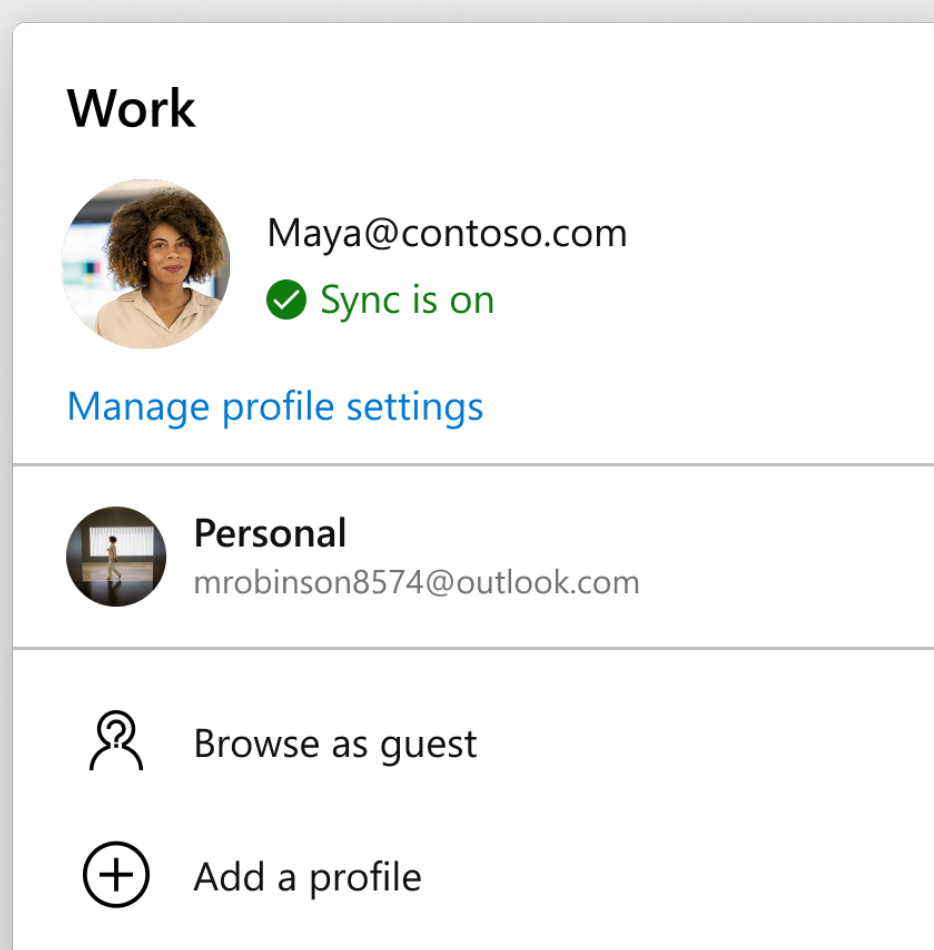 Work
Maya@contoso.com
Sync is on
Manage profile settings
Personal
mrobinson8574@outlook.com
Browse as guest
Add a profile